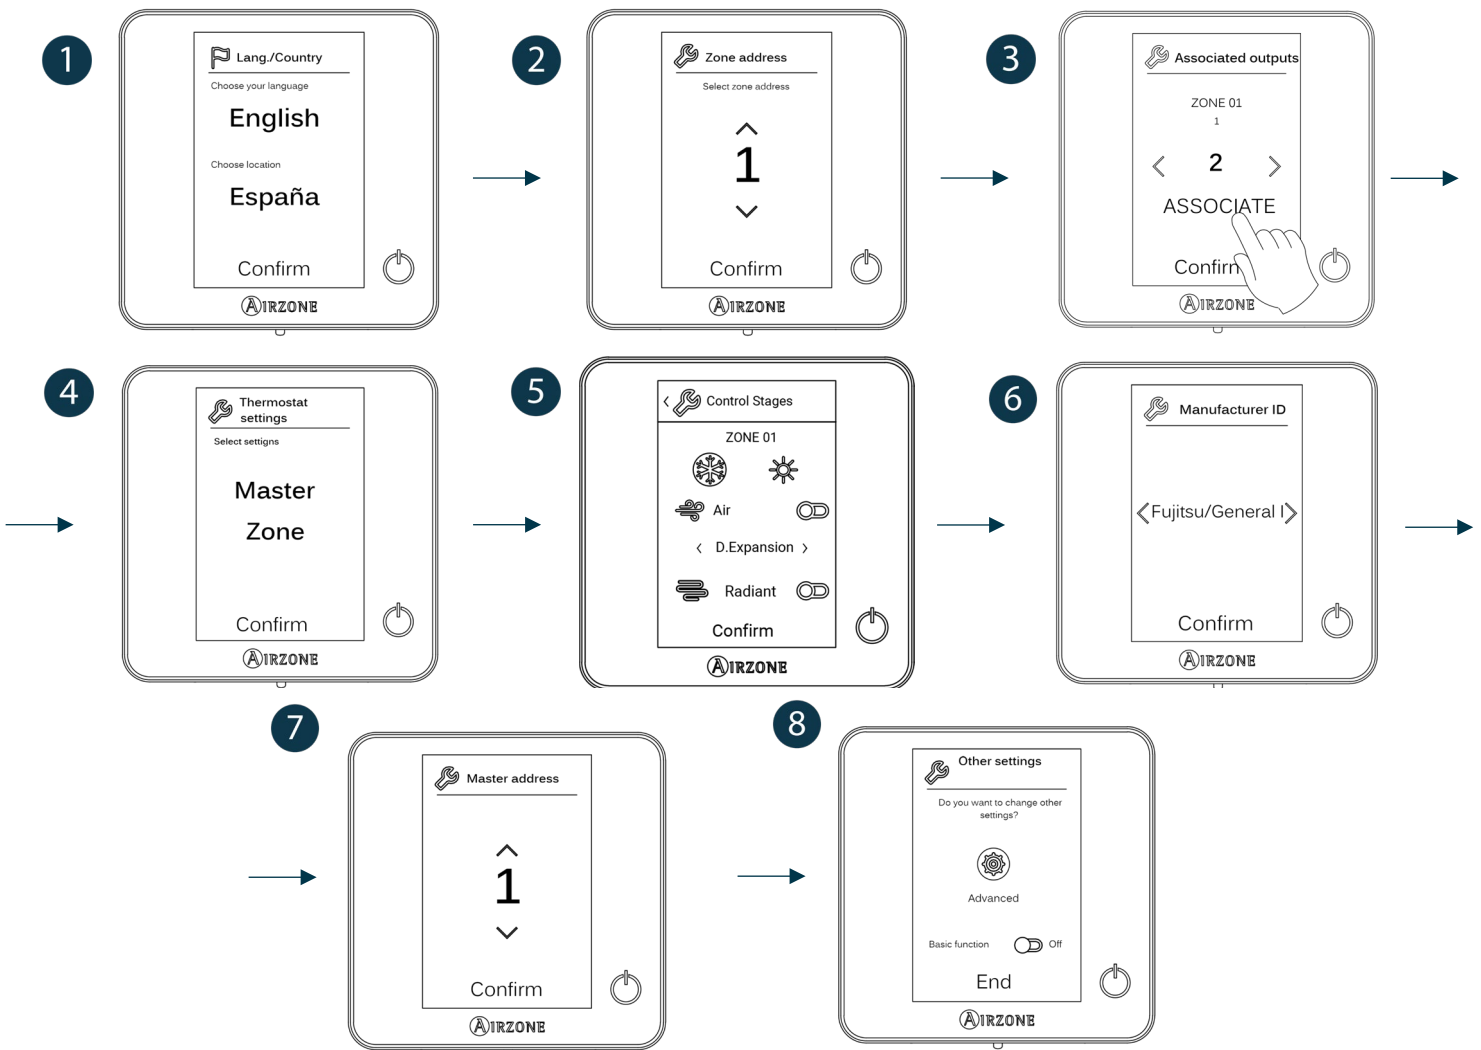 1
Lang./Country
Choose your language
English
Choose location
España
Confirm
AIRZONE
2
Zone address
Select zone address
1
Confirm
AIRZONE
3
Associated outputs
ZONE 01
1
2
ASSOCIATE
Confirm
AIRZONE
4
Thermostat
settings
Select settigns
Master
Zone
Confirm
AIRZONE
5
Control Stages
ZONE 01
Air
D.Expansion
Radiant
Confirm
AIRZONE
6
Manufacturer ID
Fujitsu/General I
Confirm
AIRZONE
7
Master address
1
Confirm
AIRZONE
8
Other settings
Do you want to change other
settings?
Advanced
Basic function Off
End
AIRZONE